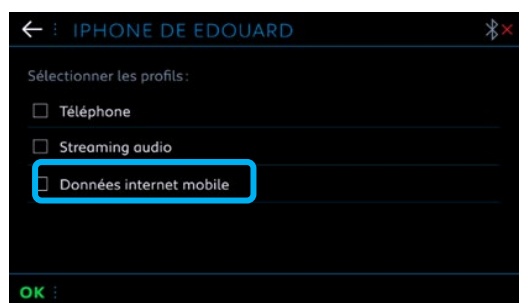 IPHONE DE EDOUARD
Sélectionner les profils:
Téléphone
Streaming audio
Données internet mobile
OK